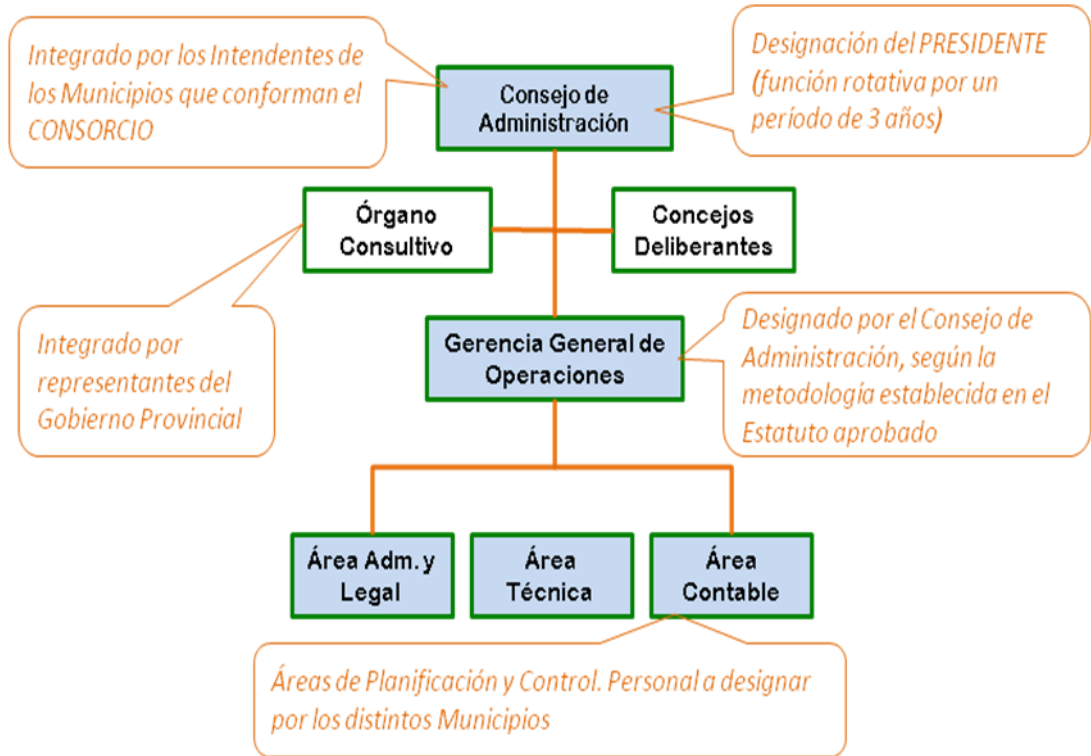 Integrado por los Intendentes de
los Municipios que conforman el
CONSORCIO
Designación del PRESIDENTE
(función rotativa por un
período de 3 años)
Consejo de
Administración
Órgano
Consultivo
Concejos
Deliberantes
Integrado por
representantes del
Gobierno Provincial
Gerencia General de
Operaciones
Designado por el Consejo de
Administración, según la
metodología establecida en el
Estatuto aprobado
Área Adm. y
Legal
Área
Técnica
Área
Contable
Áreas de Planificación y Control. Personal a designar
por los distintos Municipios